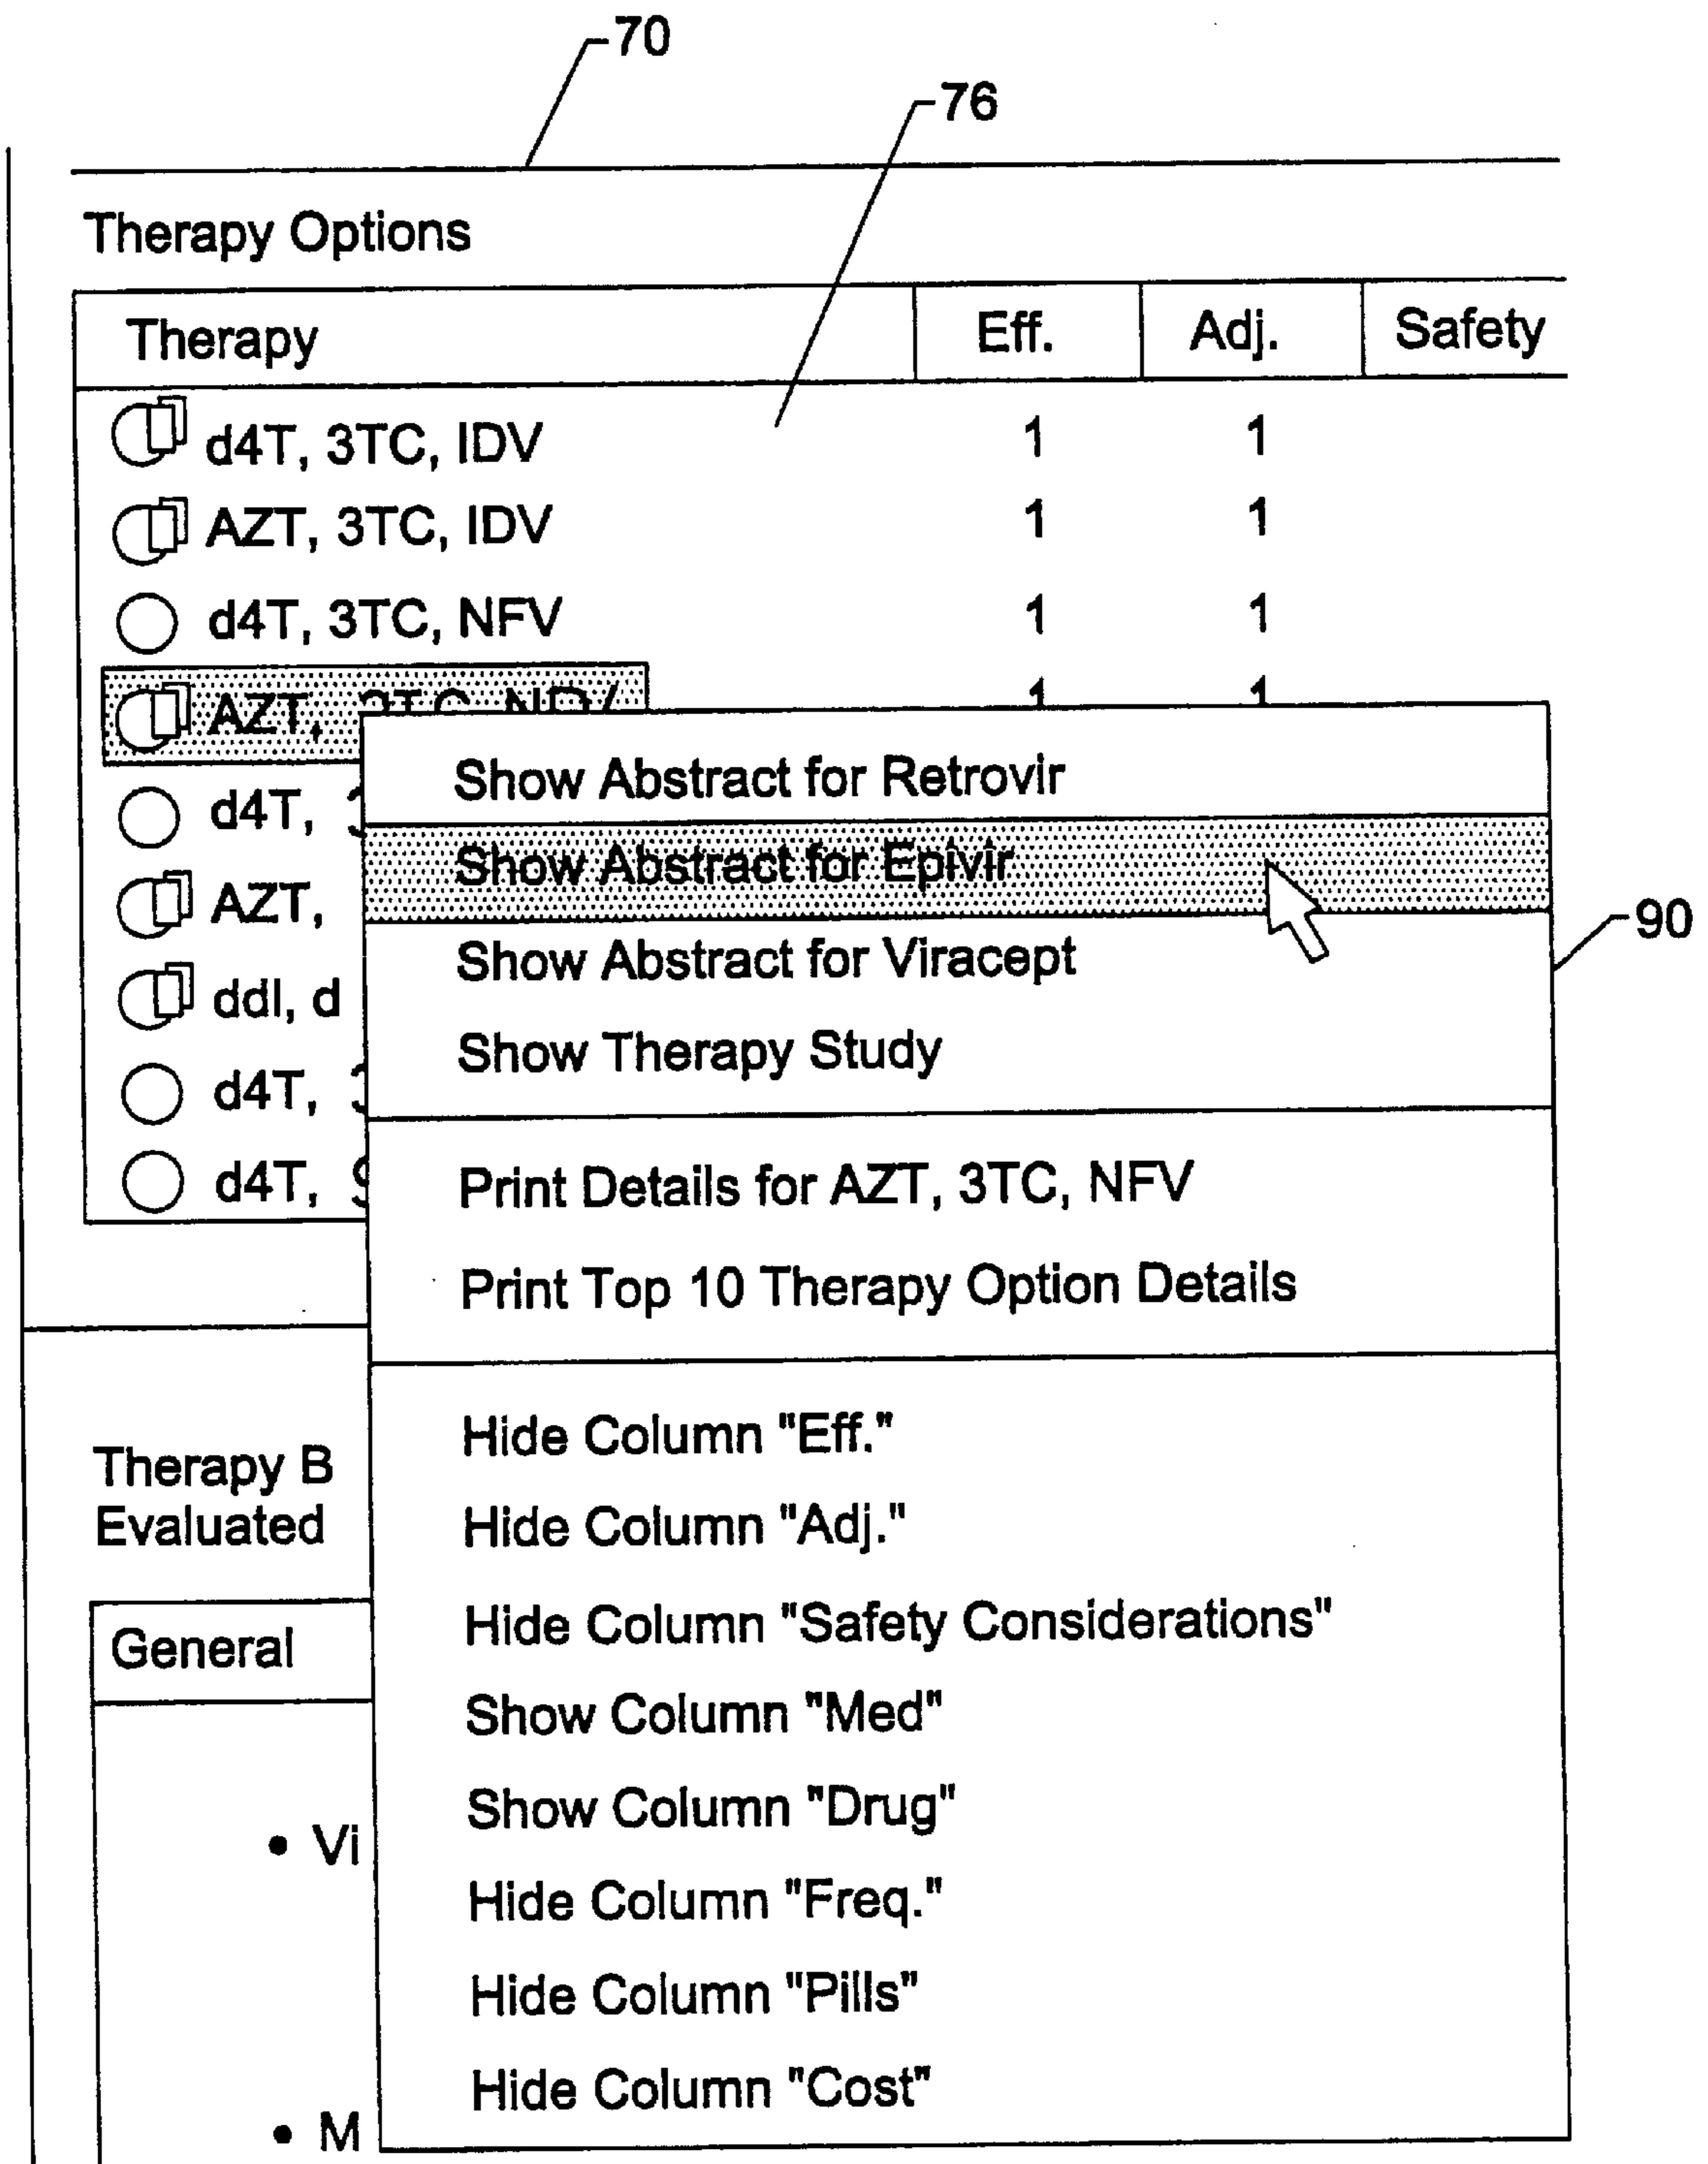 70
76
Therapy Options
Therapy Eff. Adj. Safety
d4T, 3TC, IDV 1 1
AZT, 3TC, IDV 1 1
d4T, 3TC, NFV 1 1
AZT, 1 1
Show Abstract for Retrovir
d4T,
Show Abstract for Epivir
AZT,
90
Show Abstract for Viracept
ddI, d
Show Therapy Study
d4T,
Print Details for AZT, 3TC, NFV
d4T,
Print Top 10 Therapy Option Details
Hide Column "Eff."
Therapy B
Evaluated
Hide Column "Adj."
Hide Column "Safety Considerations"
General
Show Column "Med"
Show Column "Drug"
• Vi
Hide Column "Freq."
Hide Column "Pills"
Hide Column "Cost"
• M